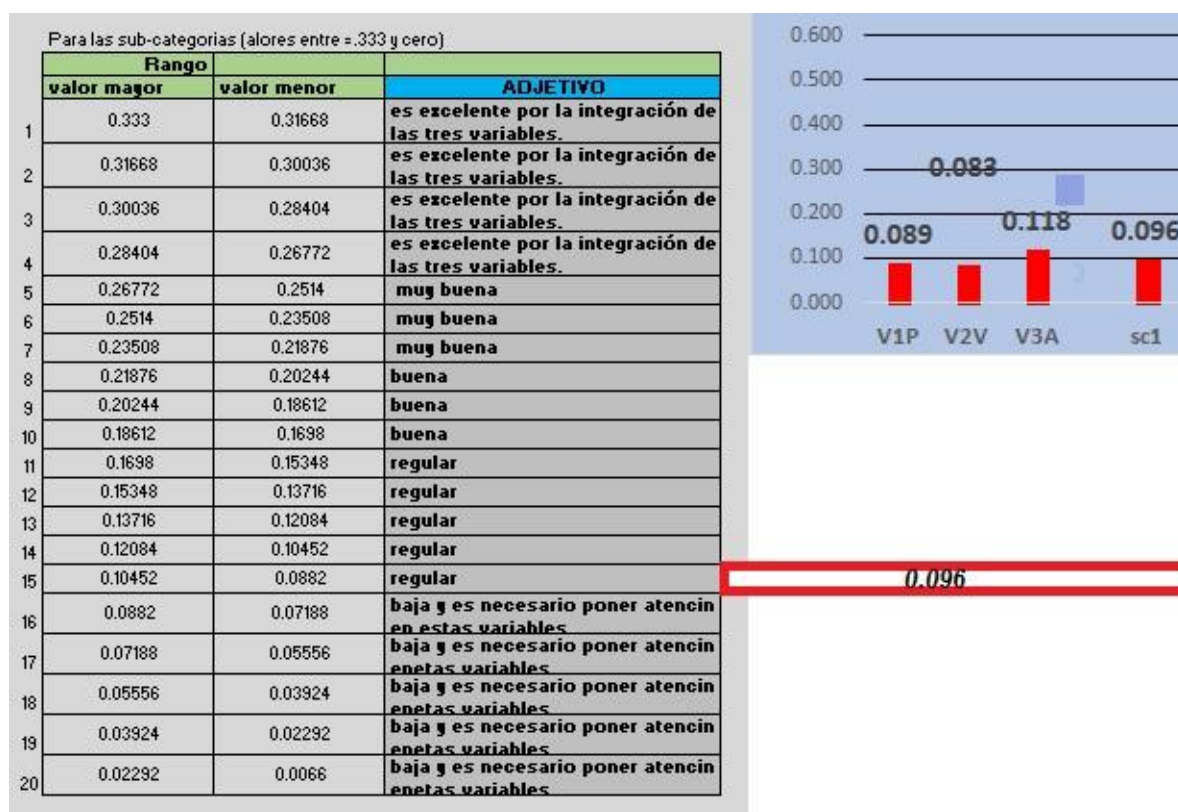 Para las sub-categorias (alores entre =.333 y cero)
Rango
valor mayor valor menor ADJETIVO
1 0.333 0.31668 es excelente por la integración de
las tres variables.
2 0.31668 0.30036 es excelente por la integración de
las tres variables.
3 0.30036 0.28404 es excelente por la integración de
las tres variables.
4 0.28404 0.26772 es excelente por la integración de
las tres variables.
5 0.26772 0.2514 muy buena
6 0.2514 0.23508 muy buena
7 0.23508 0.21876 muy buena
8 0.21876 0.20244 buena
9 0.20244 0.18612 buena
10 0.18612 0.1698 buena
11 0.1698 0.15348 regular
12 0.15348 0.13716 regular
13 0.13716 0.12084 regular
14 0.12084 0.10452 regular
15 0.10452 0.0882 regular 0.096
16 0.0882 0.07188 baja y es necesario poner atencin
en estas variables
17 0.07188 0.05556 baja y es necesario poner atencin
enetas variables
18 0.05556 0.03924 baja y es necesario poner atencin
enetas variables
19 0.03924 0.02292 baja y es necesario poner atencin
enetas variables
20 0.02292 0.0066 baja y es necesario poner atencin
enetas variables
0.600
0.500
0.400
0.300 0.083
0.200 0.118
0.089 0.096
0.100
0.000
V1P V2V V3A sc1